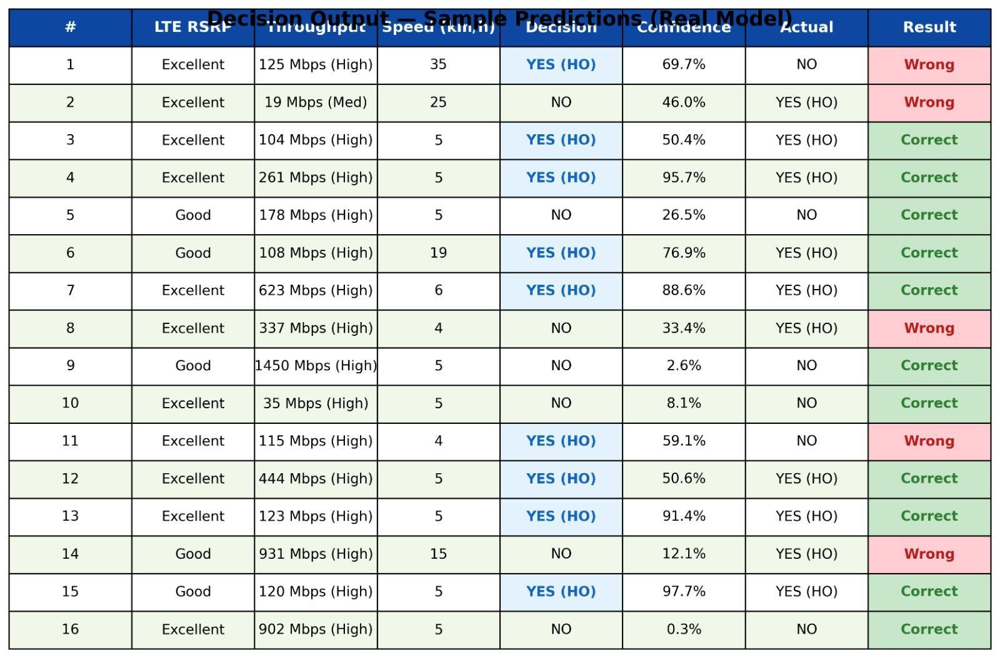 Decision Output — Sample Predictions (Real Model)
# LTE RSRP Throughput Speed (km/h) Decision Confidence Actual Result
1 Excellent 125 Mbps (High) 35 YES (HO) 69.7% NO Wrong
2 Excellent 19 Mbps (Med) 25 NO 46.0% YES (HO) Wrong
3 Excellent 104 Mbps (High) 5 YES (HO) 50.4% YES (HO) Correct
4 Excellent 261 Mbps (High) 5 YES (HO) 95.7% YES (HO) Correct
5 Good 178 Mbps (High) 5 NO 26.5% NO Correct
6 Good 108 Mbps (High) 19 YES (HO) 76.9% YES (HO) Correct
7 Excellent 623 Mbps (High) 6 YES (HO) 88.6% YES (HO) Correct
8 Excellent 337 Mbps (High) 4 NO 33.4% YES (HO) Wrong
9 Good 1450 Mbps (High) 5 NO 2.6% NO Correct
10 Excellent 35 Mbps (High) 5 NO 8.1% NO Correct
11 Excellent 115 Mbps (High) 4 YES (HO) 59.1% NO Wrong
12 Excellent 444 Mbps (High) 5 YES (HO) 50.6% YES (HO) Correct
13 Excellent 123 Mbps (High) 5 YES (HO) 91.4% YES (HO) Correct
14 Good 931 Mbps (High) 15 NO 12.1% YES (HO) Wrong
15 Good 120 Mbps (High) 5 YES (HO) 97.7% YES (HO) Correct
16 Excellent 902 Mbps (High) 5 NO 0.3% NO Correct